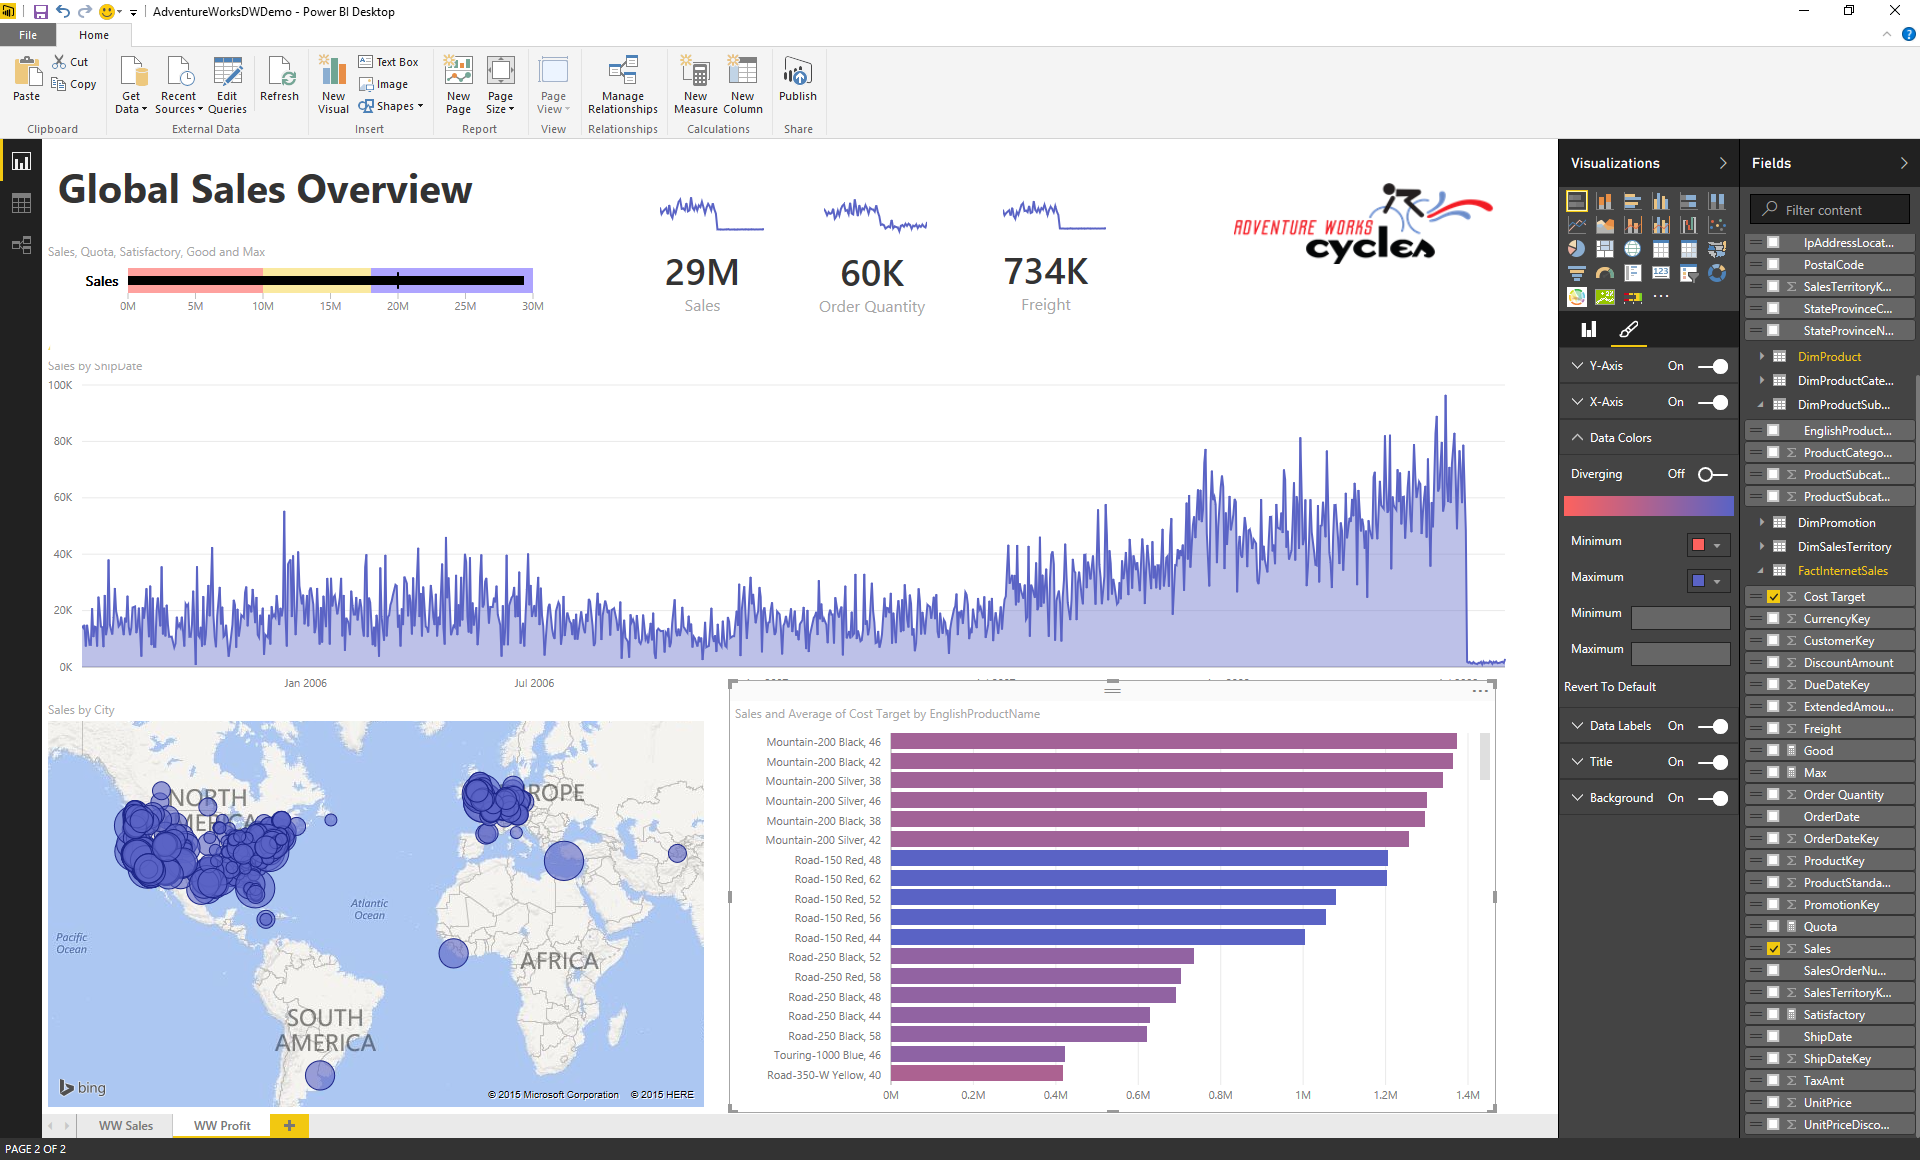 AdventureWorksDWDemo - Power BI Desktop
File
Home
Paste
Cut
Copy
Clipboard
Get Data
Recent Sources
Edit Queries
Refresh
External Data
New Visual
Text Box
Image
Shapes
Insert
New Page
Page Size
Report
Page View
View
Manage Relationships
Relationships
New Measure
New Column
Calculations
Publish
Share
Global Sales Overview
Sales, Quota, Satisfactory, Good and Max
Sales
0M 5M 10M 15M 20M 25M 30M
29M
Sales
60K
Order Quantity
734K
Freight
ADVENTURE WORKS
cycles
Sales by ShipDate
100K
80K
60K
40K
20K
0K
Jan 2006
Jul 2006
Sales by City
NORTH
AMERICA
ROPE
Atlantic
Ocean
Pacific
Ocean
AFRICA
SOUTH
AMERICA
bing
© 2015 Microsoft Corporation © 2015 HERE
Sales and Average of Cost Target by EnglishProductName
Mountain-200 Black, 46
Mountain-200 Black, 42
Mountain-200 Silver, 38
Mountain-200 Silver, 46
Mountain-200 Black, 38
Mountain-200 Silver, 42
Road-150 Red, 48
Road-150 Red, 62
Road-150 Red, 52
Road-150 Red, 56
Road-150 Red, 44
Road-250 Black, 52
Road-250 Red, 58
Road-250 Black, 48
Road-250 Black, 44
Road-250 Black, 58
Touring-1000 Blue, 46
Road-350-W Yellow, 40
0M 0.2M 0.4M 0.6M 0.8M 1M 1.2M 1.4M
WW Sales
WW Profit
PAGE 2 OF 2
Visualizations
Y-Axis On
X-Axis On
Data Colors
Diverging Off
Minimum
Maximum
Minimum
Maximum
Revert To Default
Data Labels On
Title On
Background On
Fields
Filter content
IpAddressLocat...
PostalCode
SalesTerritoryK...
StateProvinceC...
StateProvinceN...
DimProduct
DimProductCate...
DimProductSub...
EnglishProduct...
ProductCatego...
ProductSubcat...
ProductSubcat...
DimPromotion
DimSalesTerritory
FactInternetSales
Cost Target
CurrencyKey
CustomerKey
DiscountAmount
DueDateKey
ExtendedAmou...
Freight
Good
Max
Order Quantity
OrderDate
OrderDateKey
ProductKey
ProductStanda...
PromotionKey
Quota
Sales
SalesOrderNu...
SalesTerritoryK...
Satisfactory
ShipDate
ShipDateKey
TaxAmt
UnitPrice
UnitPriceDisco...